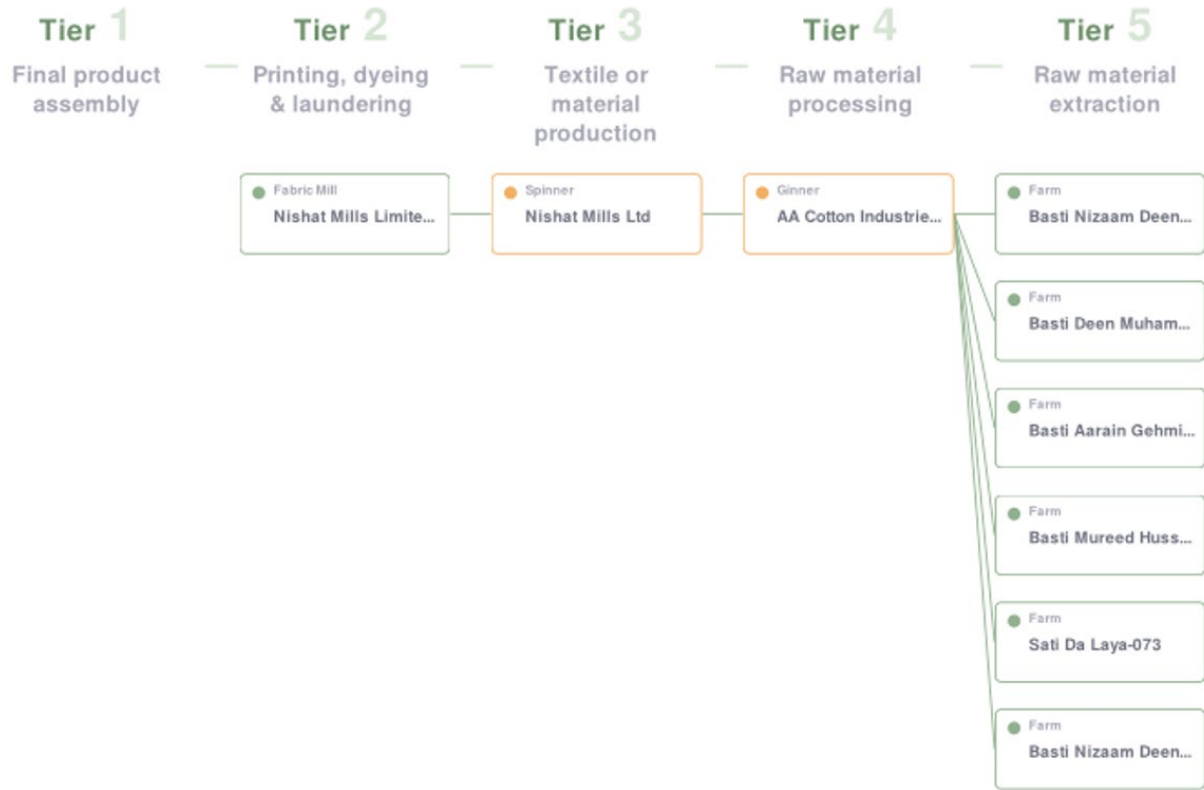 Tier 1
Final product
assembly
Tier 2
Printing, dyeing
& laundering
Tier 3
Textile or
material
production
Tier 4
Raw material
processing
Tier 5
Raw material
extraction
Fabric Mill
Nishat Mills Limite...
Spinner
Nishat Mills Ltd
Ginner
AA Cotton Industrie...
Farm
Basti Nizaam Deen...
Farm
Basti Deen Muham...
Farm
Basti Aarain Gehmi...
Farm
Basti Mureed Huss...
Farm
Sati Da Laya-073
Farm
Basti Nizaam Deen...